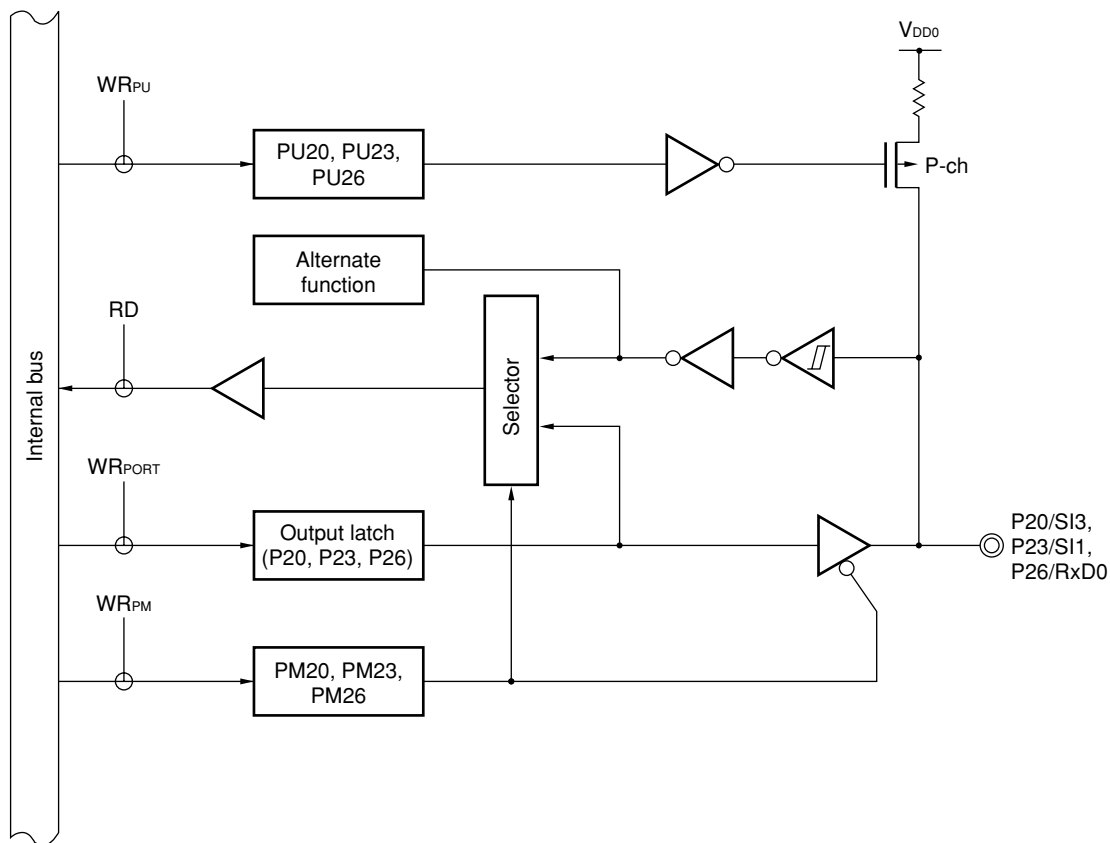 VDD0
WRPU
PU20, PU23,
PU26
P-ch
Alternate
function
RD
Internal bus
Selector
WRPORT
Output latch
(P20, P23, P26)
P20/SI3,
P23/SI1,
P26/RxD0
WRPM
PM20, PM23,
PM26